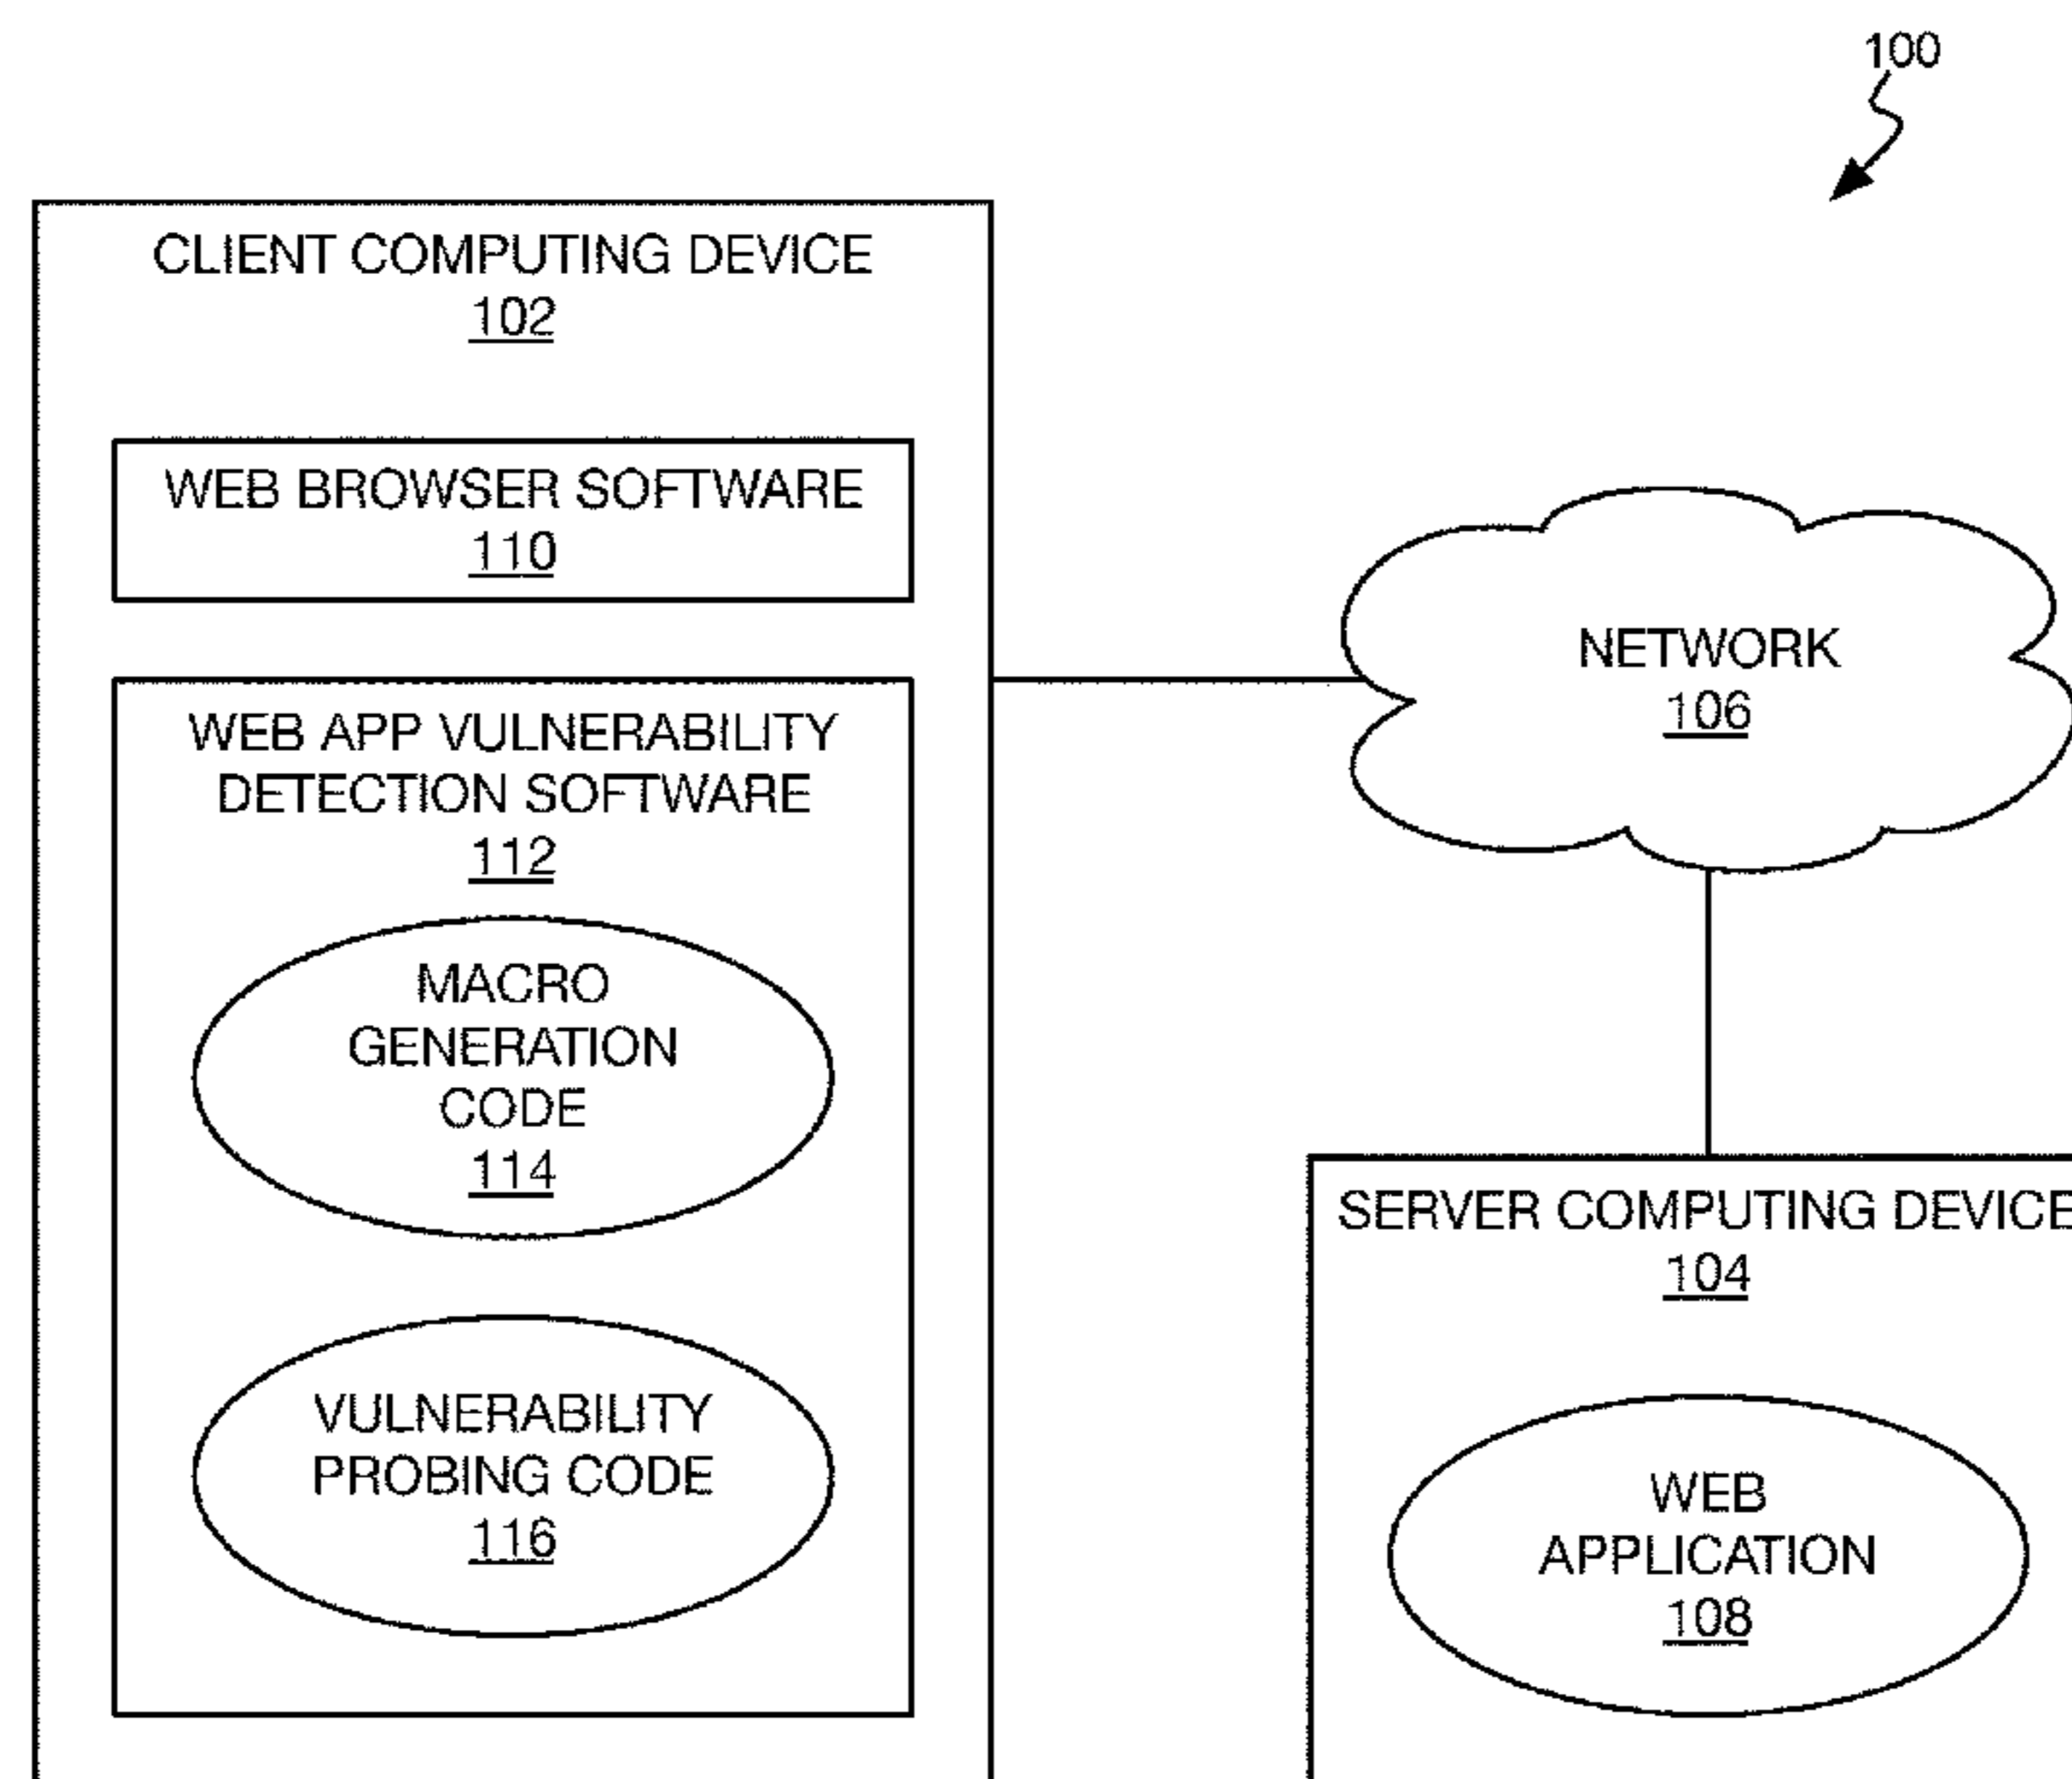 100
CLIENT COMPUTING DEVICE
102
WEB BROWSER SOFTWARE
110
WEB APP VULNERABILITY
DETECTION SOFTWARE
112
MACRO
GENERATION
CODE
114
VULNERABILITY
PROBING CODE
116
NETWORK
106
SERVER COMPUTING DEVICE
104
WEB
APPLICATION
108